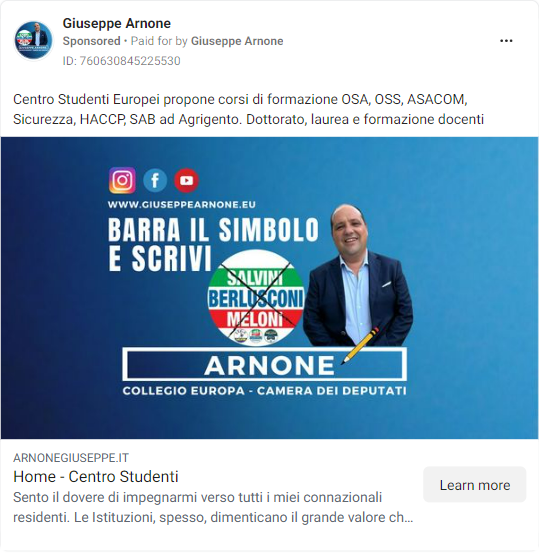 Giuseppe Arnone
Sponsored • Paid for by Giuseppe Arnone
ID: 760630845225530
Centro Studenti Europei propone corsi di formazione OSA, OSS, ASACOM,
Sicurezza, HACCP, SAB ad Agrigento. Dottorato, laurea e formazione docenti
WWW.GIUSEPPEARNONE.EU
BARRA IL SIMBOLO
E SCRIVI
SALVINI
BERLUSCONI
MELONI
ARNONE
COLLEGIO EUROPA - CAMERA DEI DEPUTATI
ARNONEGIUSEPPE.IT
Home - Centro Studenti
Sento il dovere di impegnarmi verso tutti i miei connazionali
residenti. Le Istituzioni, spesso, dimenticano il grande valore ch...
Learn more